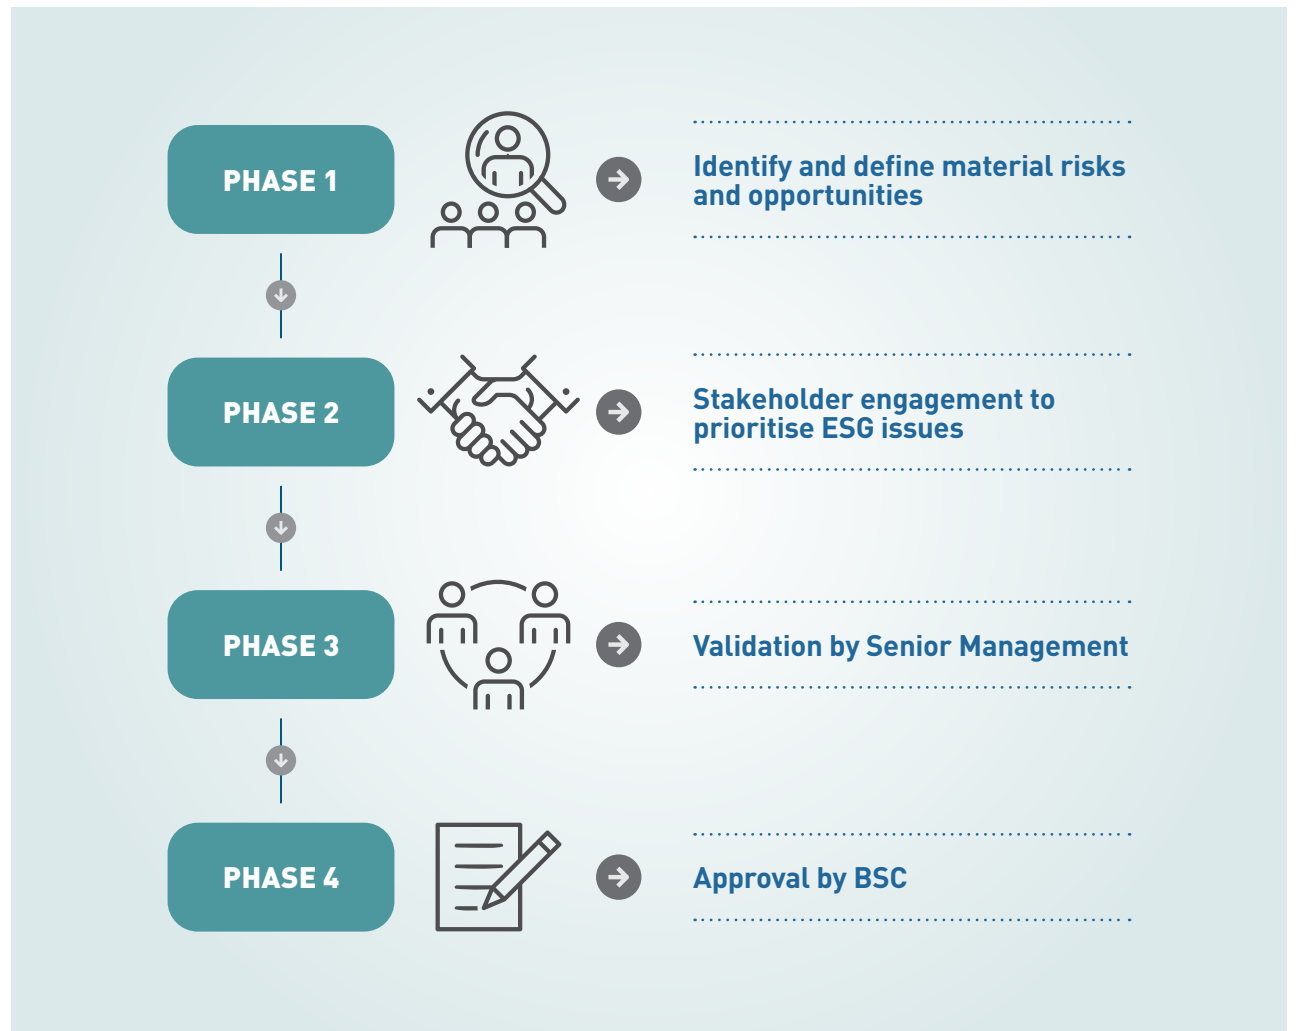 PHASE 1
Identify and define material risks
and opportunities
PHASE 2
Stakeholder engagement to
prioritise ESG issues
PHASE 3
Validation by Senior Management
PHASE 4
Approval by BSC